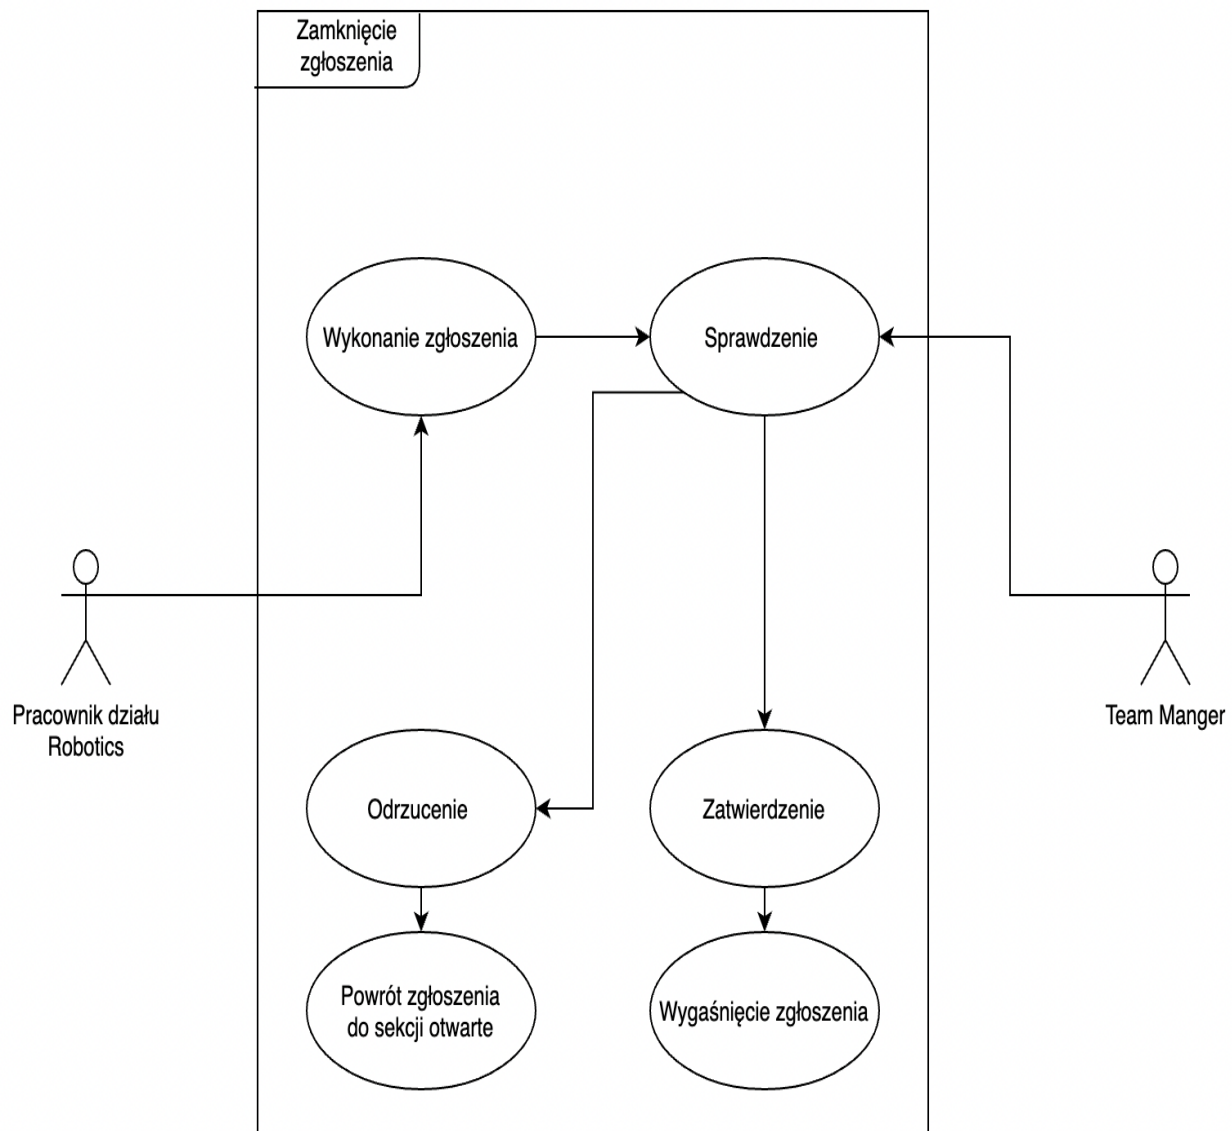 Zamknięcie
zgłoszenia
Wykonanie zgłoszenia
Sprawdzenie
Pracownik działu
Robotics
Team Manger
Odrzucenie
Zatwierdzenie
Powrót zgłoszenia
do sekcji otwarte
Wygaśnięcie zgłoszenia